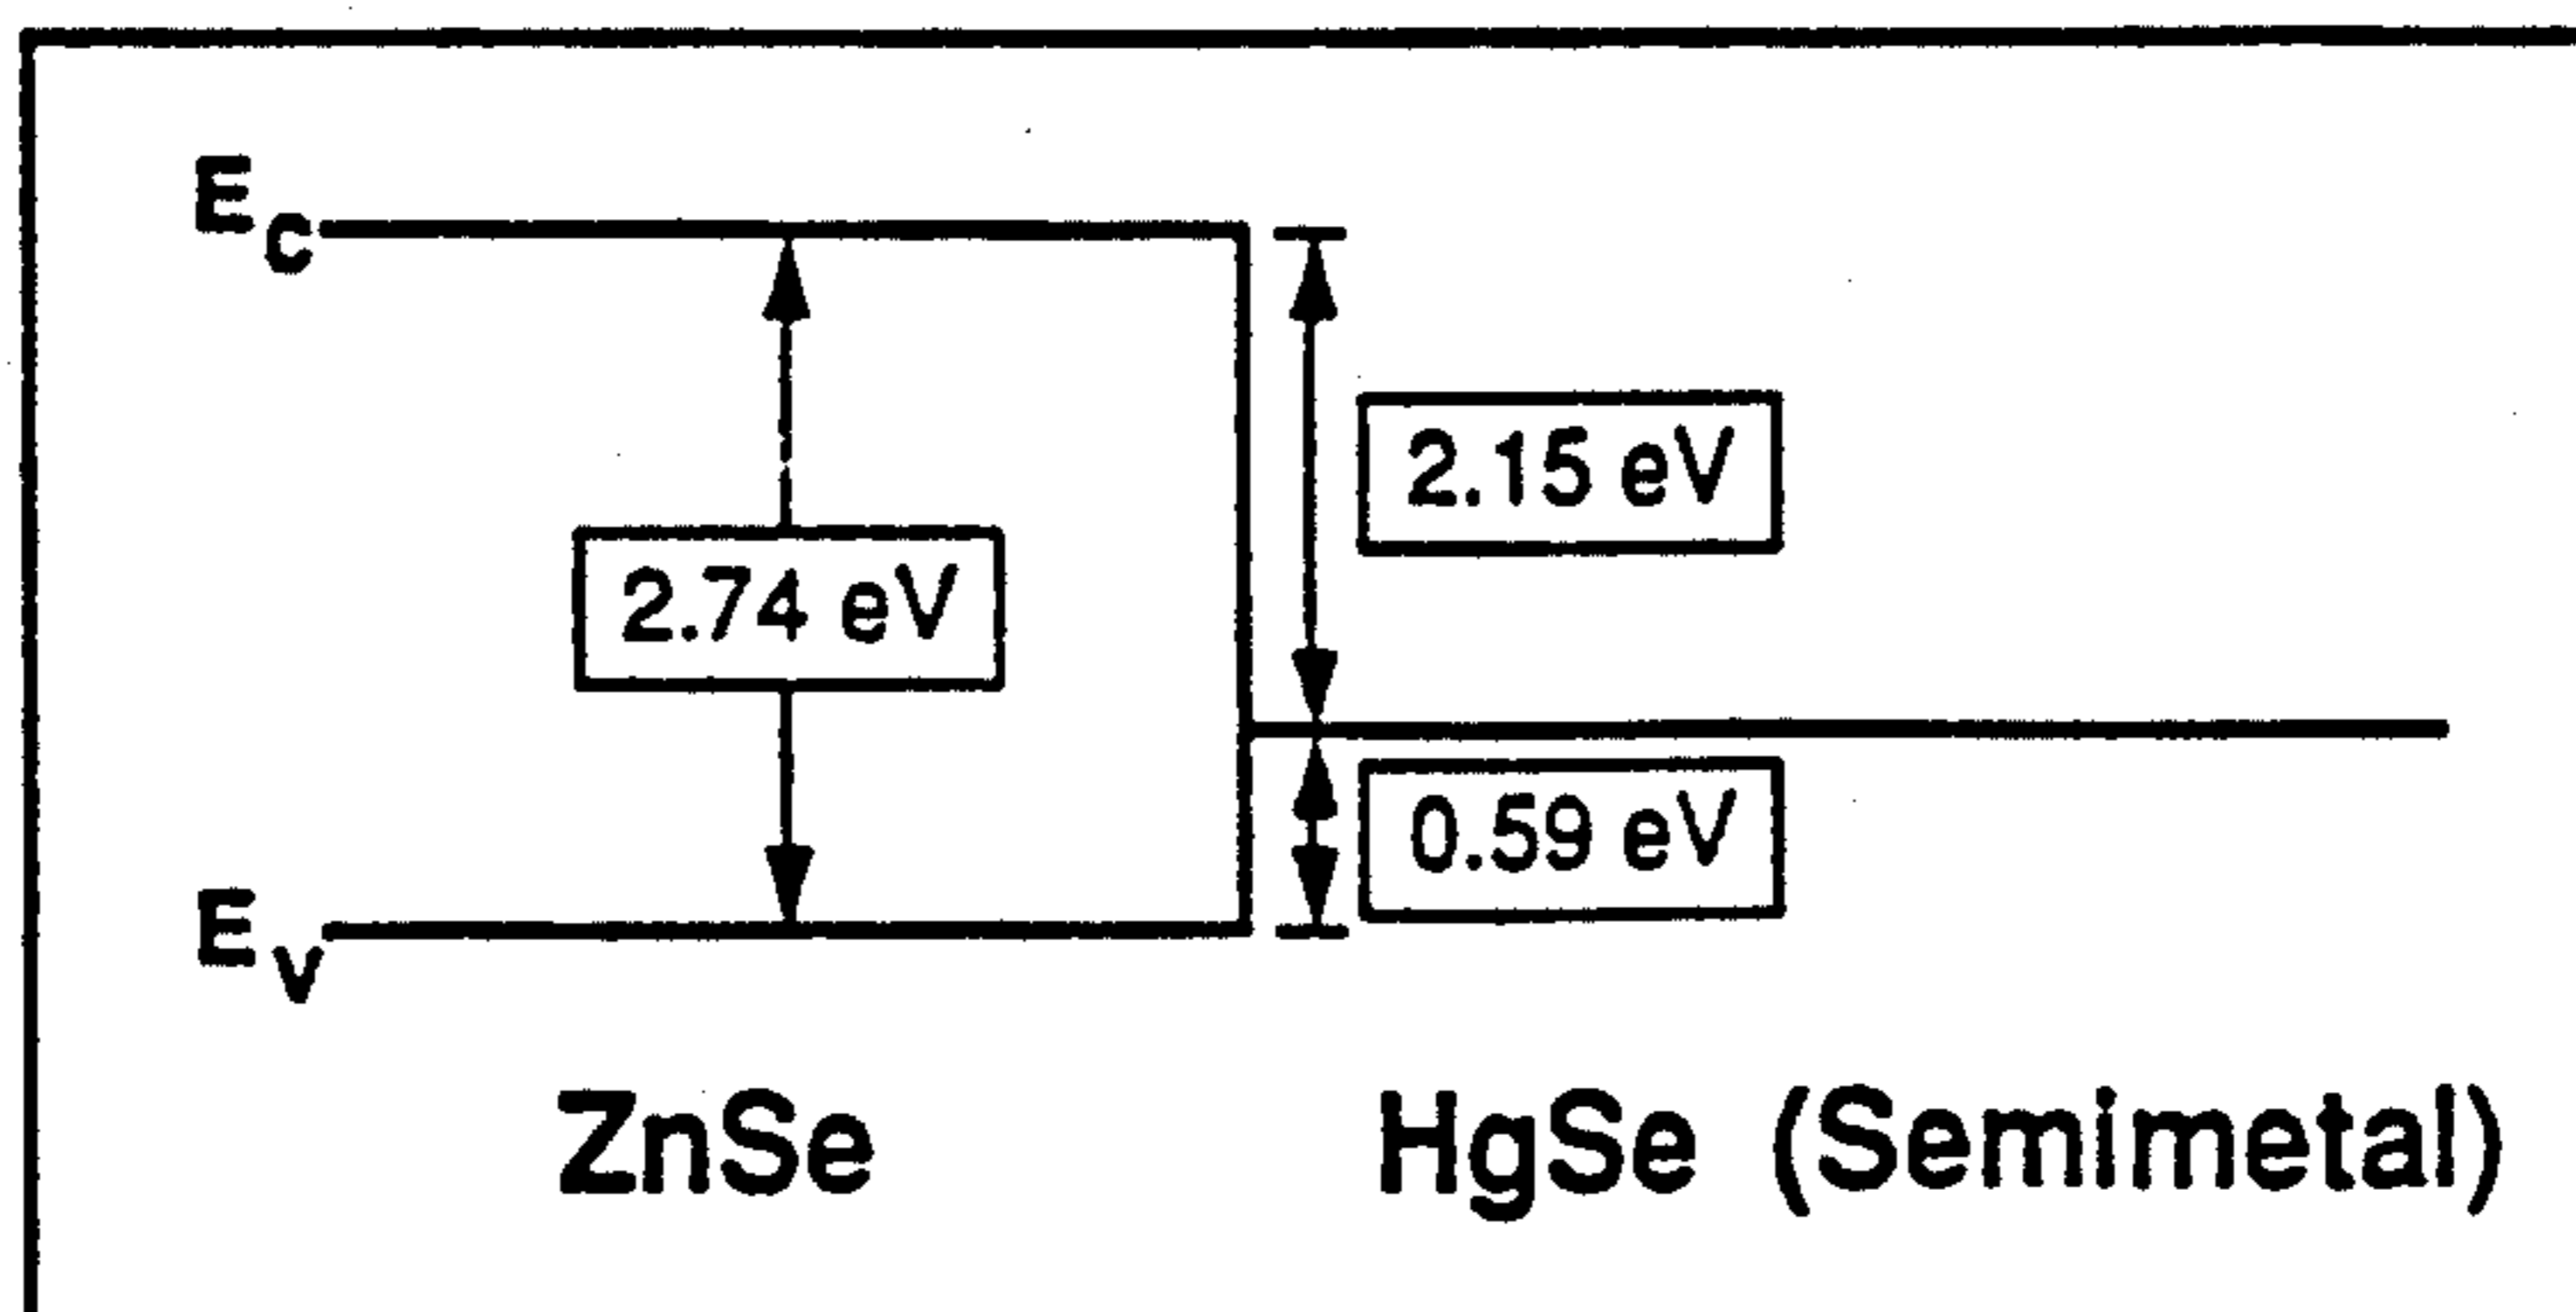 E_C
2.15 eV
2.74 eV
0.59 eV
E_V
ZnSe
HgSe (Semimetal)